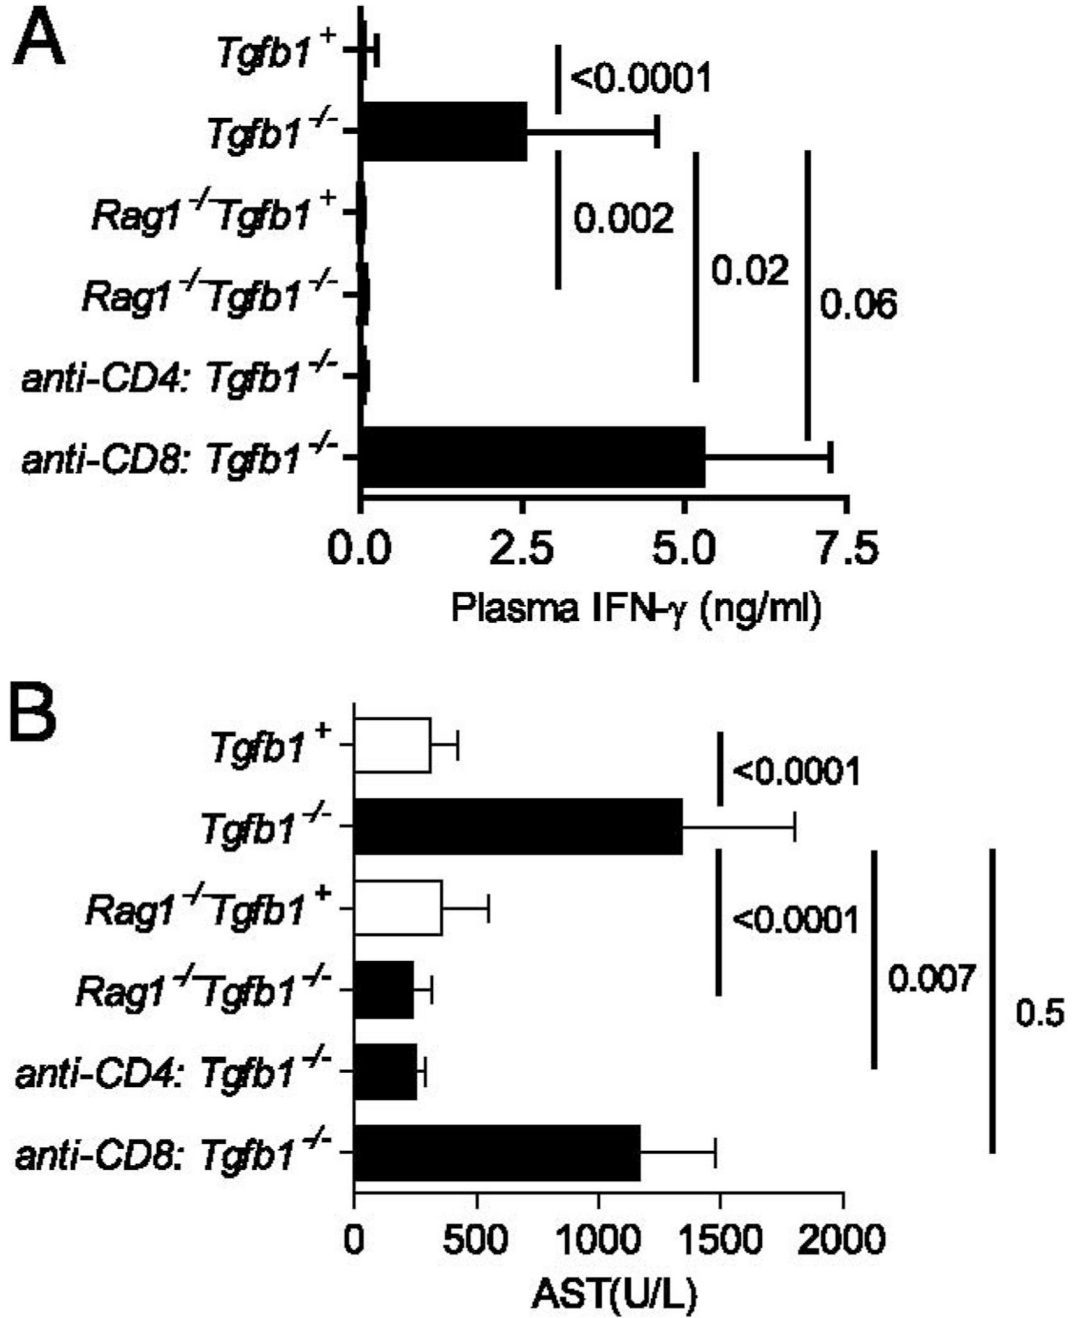 A
Tgfb1 +
<0.0001
Tgfb1 -/-
Rag1 -/- Tgfb1 +
0.002
0.02
Rag1 -/- Tgfb1 -/-
0.06
anti-CD4: Tgfb1 -/-
anti-CD8: Tgfb1 -/-
0.0 2.5 5.0 7.5
Plasma IFN-γ (ng/ml)
B
Tgfb1 +
<0.0001
Tgfb1 -/-
Rag1 -/- Tgfb1 +
<0.0001
Rag1 -/- Tgfb1 -/-
0.007
0.5
anti-CD4: Tgfb1 -/-
anti-CD8: Tgfb1 -/-
0 500 1000 1500 2000
AST(U/L)